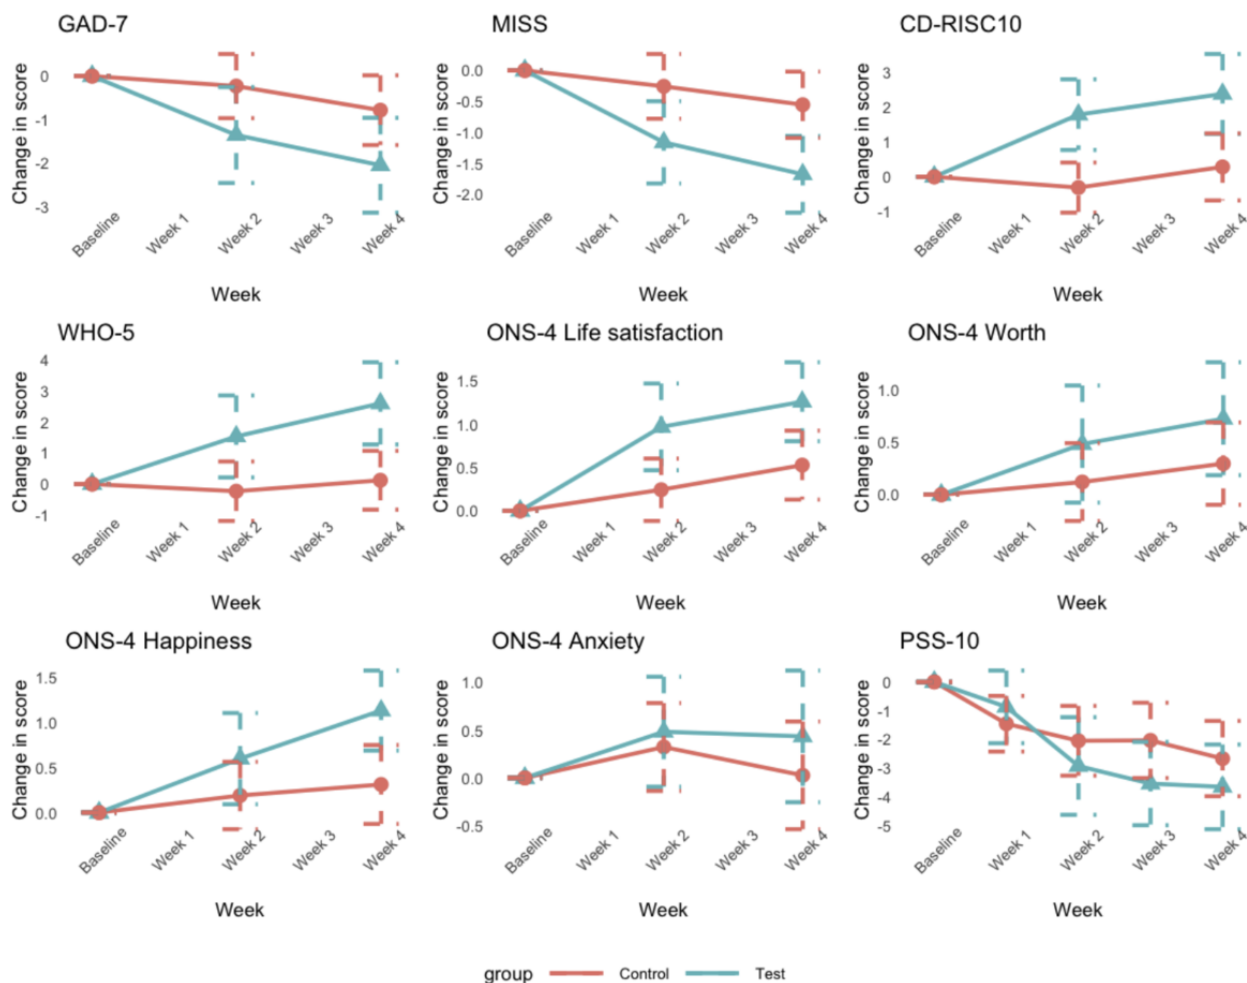 GAD-7
Change in score
0
-1
-2
-3
Baseline
Week 1
Week 2
Week 3
Week 4
Week
MISS
Change in score
0.0
-0.5
-1.0
-1.5
-2.0
Baseline
Week 1
Week 2
Week 3
Week 4
Week
CD-RISC10
Change in score
3
2
1
0
-1
Baseline
Week 1
Week 2
Week 3
Week 4
Week
WHO-5
Change in score
4
3
2
1
0
-1
Baseline
Week 1
Week 2
Week 3
Week 4
Week
ONS-4 Life satisfaction
Change in score
1.5
1.0
0.5
0.0
Baseline
Week 1
Week 2
Week 3
Week 4
Week
ONS-4 Worth
Change in score
1.0
0.5
0.0
Baseline
Week 1
Week 2
Week 3
Week 4
Week
ONS-4 Happiness
Change in score
1.5
1.0
0.5
0.0
Baseline
Week 1
Week 2
Week 3
Week 4
Week
ONS-4 Anxiety
Change in score
1.0
0.5
0.0
-0.5
Baseline
Week 1
Week 2
Week 3
Week 4
Week
PSS-10
Change in score
0
-1
-2
-3
-4
-5
Baseline
Week 1
Week 2
Week 3
Week 4
Week
group Control Test